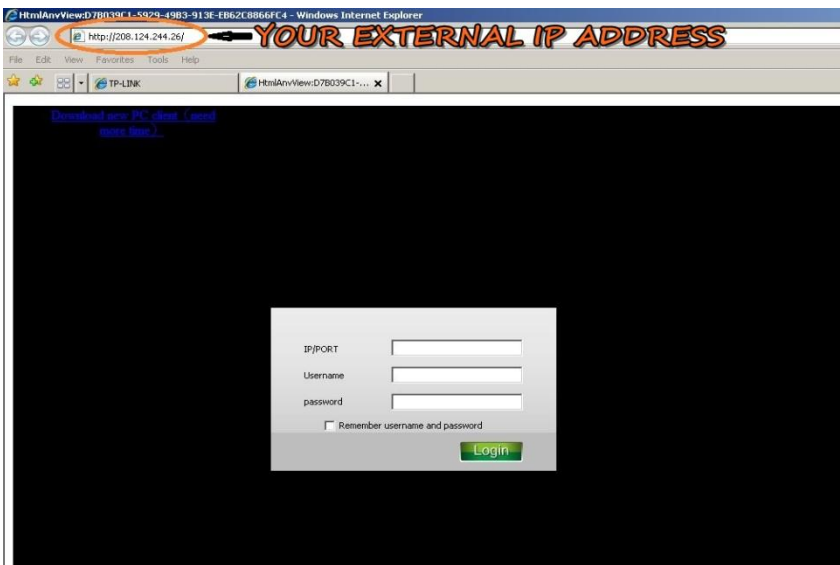 HtmlAnvView:D7B039C1-5929-49B3-913E-EB62C8866FC4 - Windows Internet Explorer
http://208.124.244.26/ YOUR EXTERNAL IP ADDRESS
File Edit View Favorites Tools Help
TP-LINK HtmlAnvView:D7B039C1-...
Download new PC client (need
more time)
IP/PORT
Username
password
Remember username and password
Login